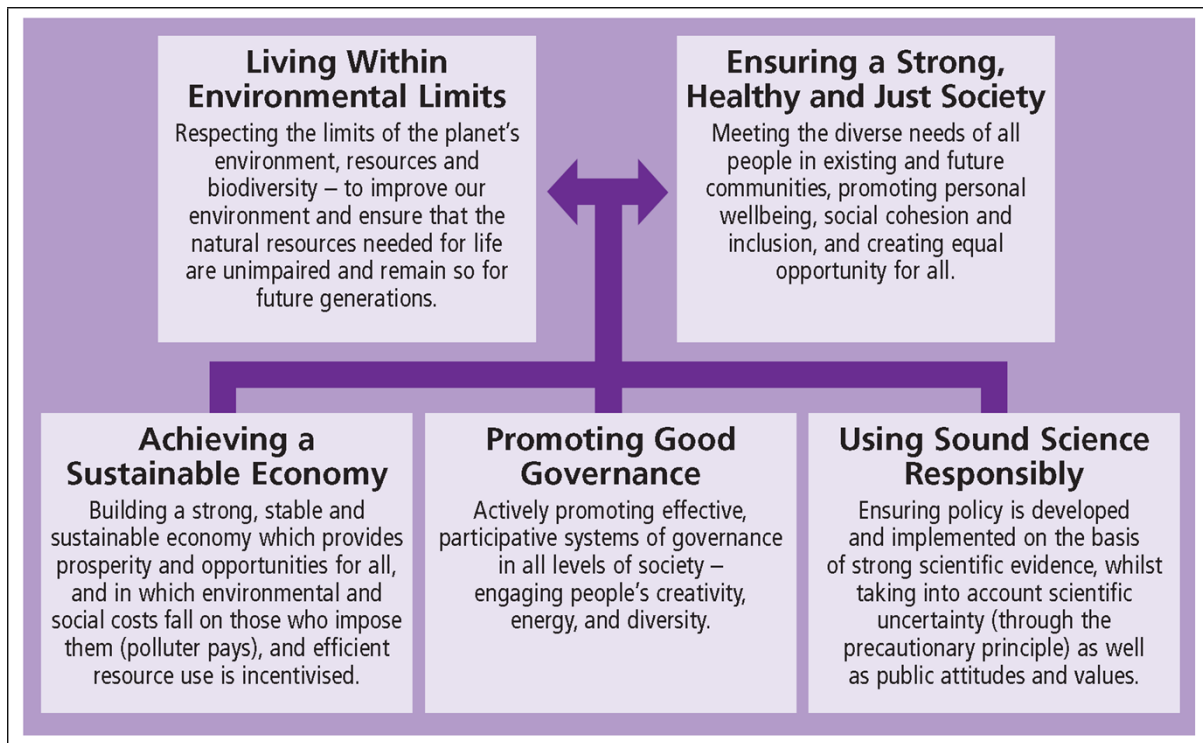 Living Within
Environmental Limits
Respecting the limits of the planet’s
environment, resources and
biodiversity – to improve our
environment and ensure that the
natural resources needed for life
are unimpaired and remain so for
future generations.
Ensuring a Strong,
Healthy and Just Society
Meeting the diverse needs of all
people in existing and future
communities, promoting personal
wellbeing, social cohesion and
inclusion, and creating equal
opportunity for all.
Achieving a
Sustainable Economy
Building a strong, stable and
sustainable economy which provides
prosperity and opportunities for all,
and in which environmental and
social costs fall on those who impose
them (polluter pays), and efficient
resource use is incentivised.
Promoting Good
Governance
Actively promoting effective,
participative systems of governance
in all levels of society –
engaging people’s creativity,
energy, and diversity.
Using Sound Science
Responsibly
Ensuring policy is developed
and implemented on the basis
of strong scientific evidence, whilst
taking into account scientific
uncertainty (through the
precautionary principle) as well
as public attitudes and values.